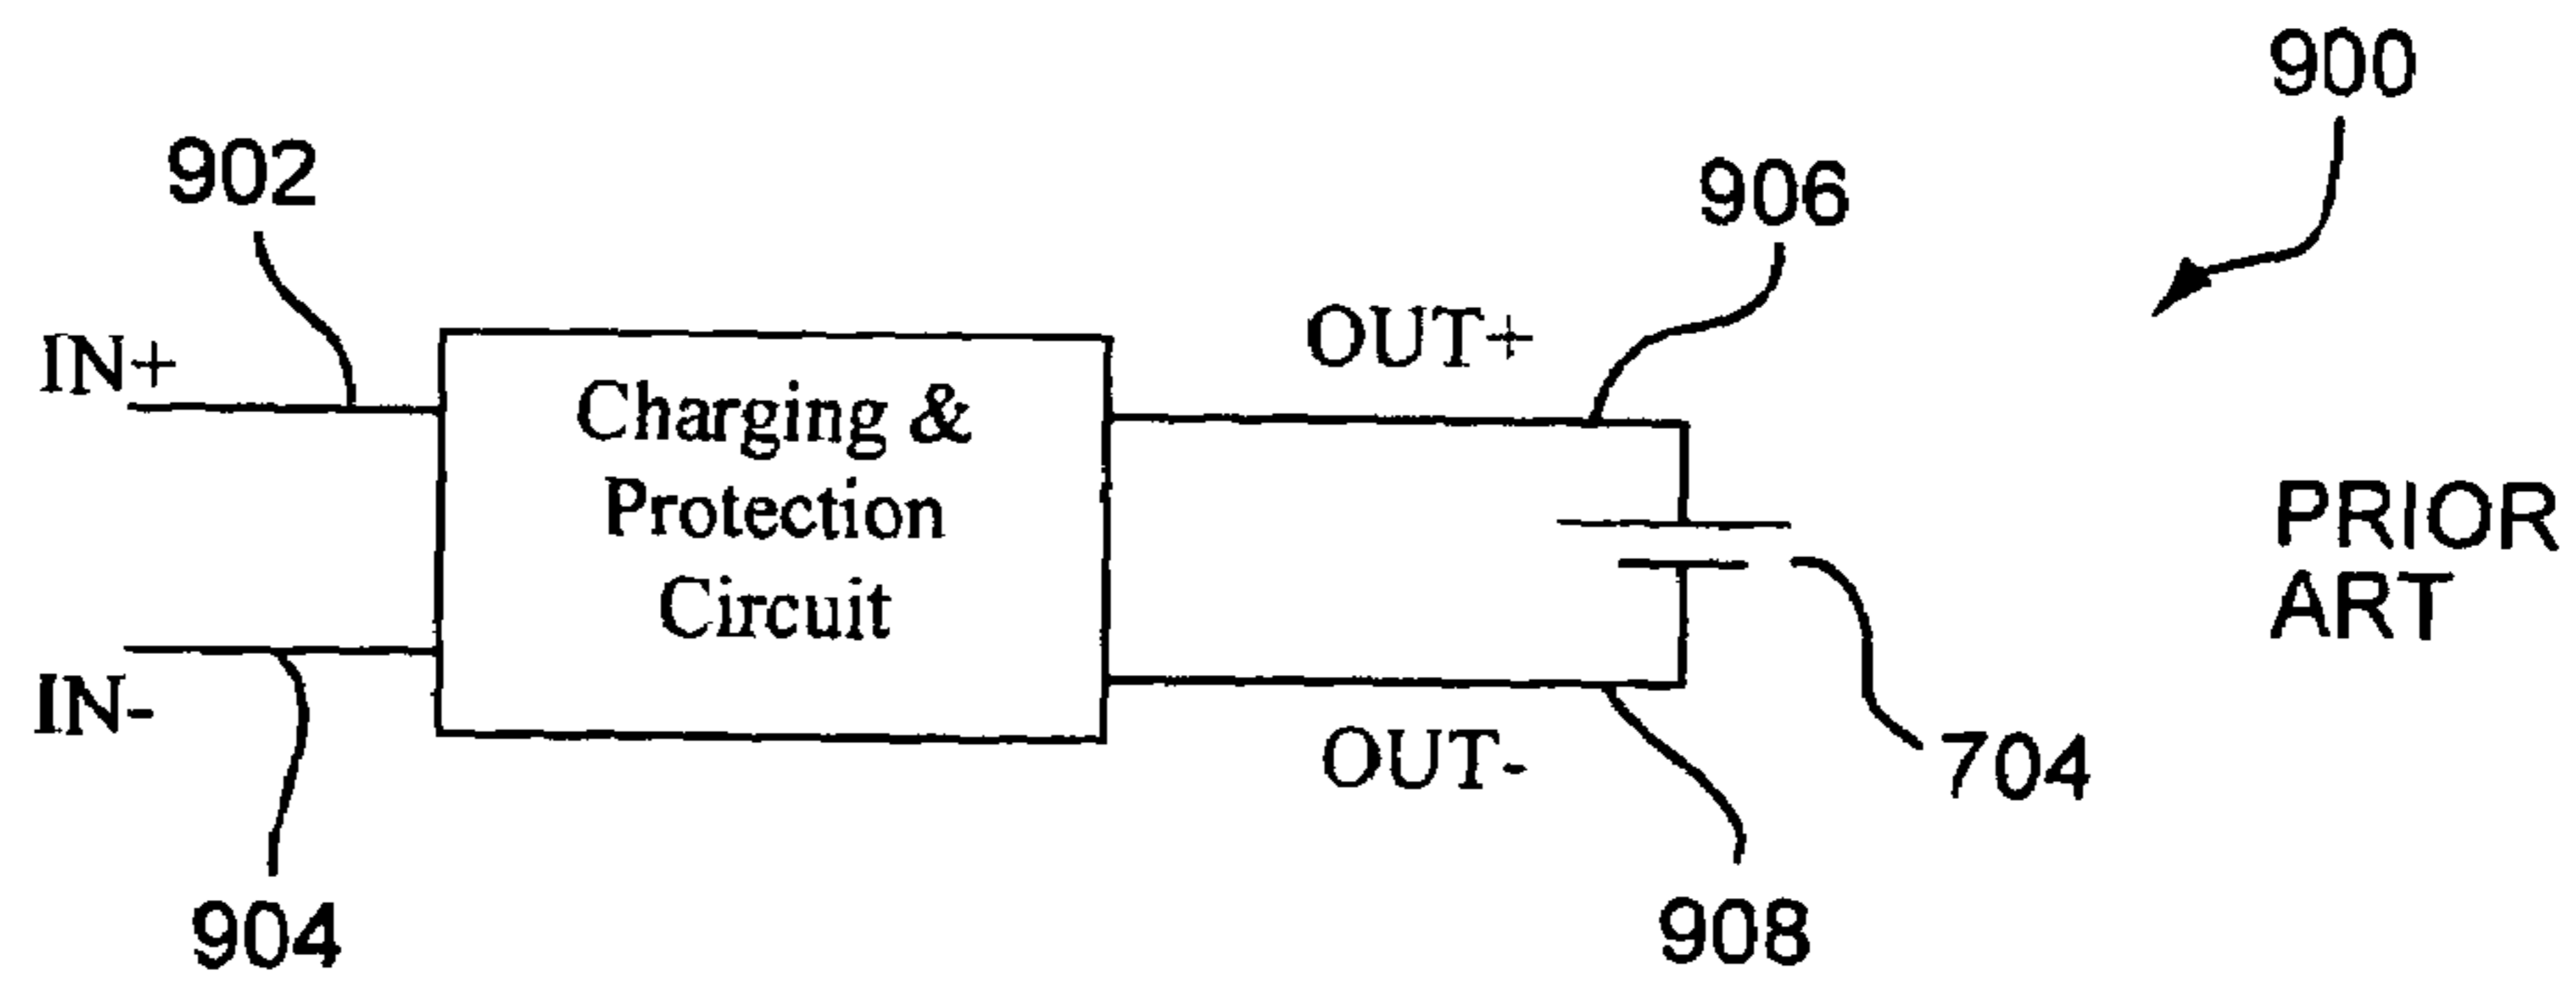 900
902
906
IN+
OUT+
Charging &
Protection
Circuit
PRIOR
ART
IN-
OUT-
704
904
908